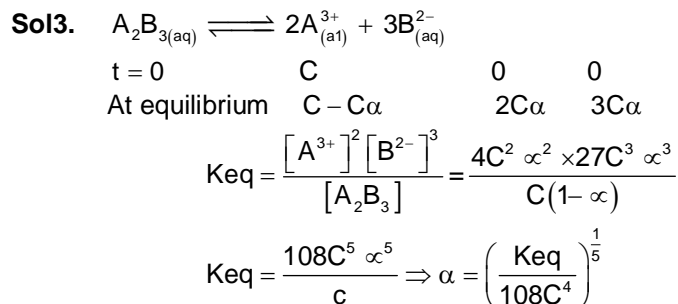 Sol3. A₂B₃(aq) ⇌ 2A³⁺(a1) + 3B²⁻(aq)
t = 0 C 0 0
At equilibrium C – Cα 2Cα 3Cα
Keq = [A³⁺]² [B²⁻]³ / [A₂B₃] = 4C² ∝² ×27C³ ∝³ / C(1– ∝)
Keq = 108C⁵ ∝⁵ / c ⇒ α = (Keq / 108C⁴)^(1/5)